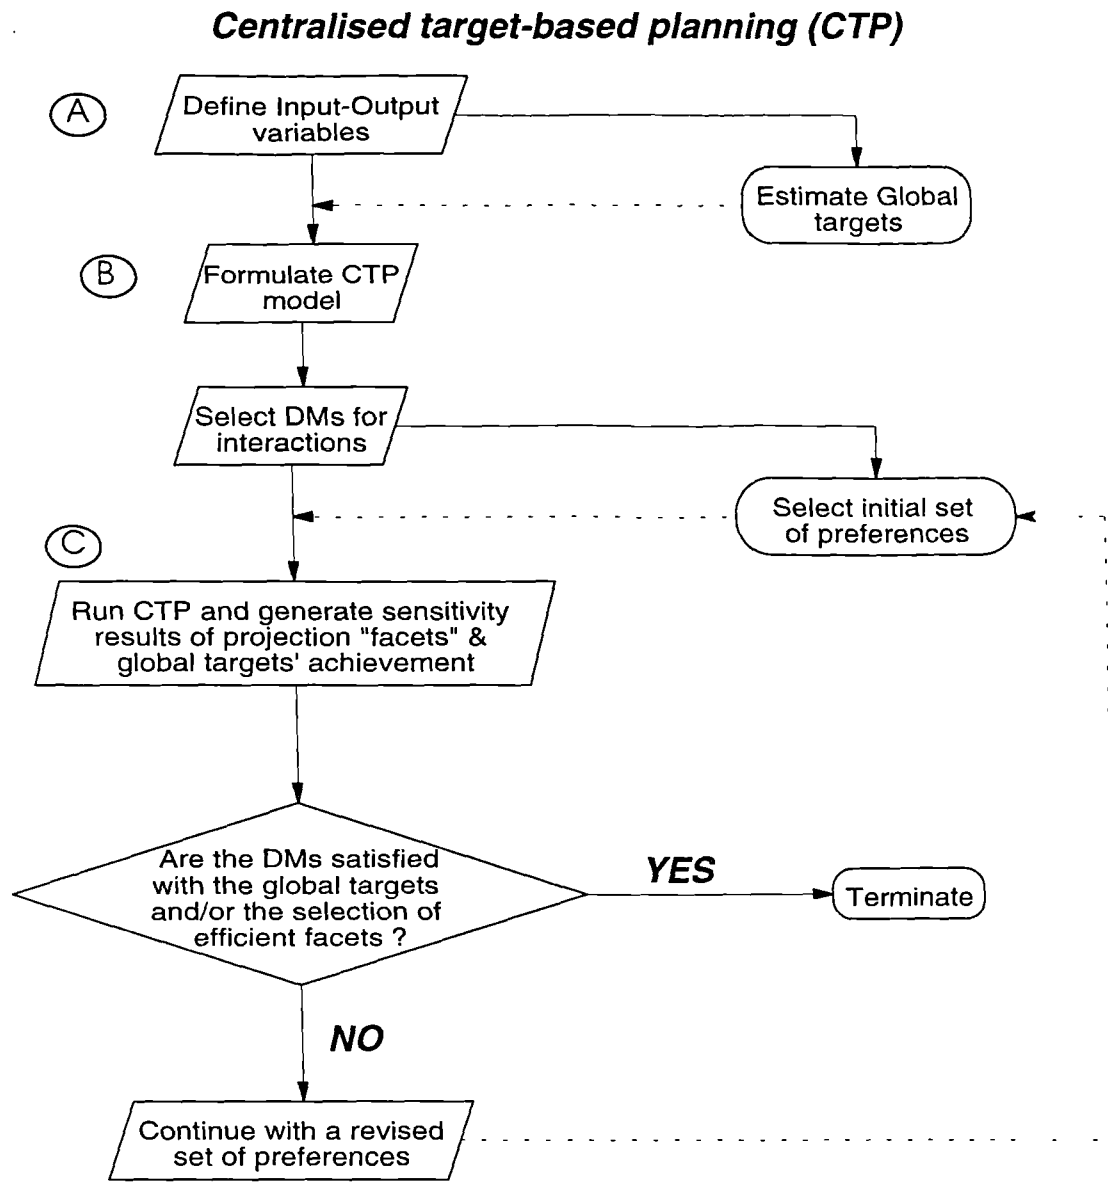 Centralised target-based planning (CTP)
A
Define Input-Output
variables
Estimate Global
targets
B
Formulate CTP
model
Select DMs for
interactions
Select initial set
of preferences
C
Run CTP and generate sensitivity
results of projection "facets" &
global targets' achievement
Are the DMs satisfied
with the global targets
and/or the selection of
efficient facets ?
YES
Terminate
NO
Continue with a revised
set of preferences